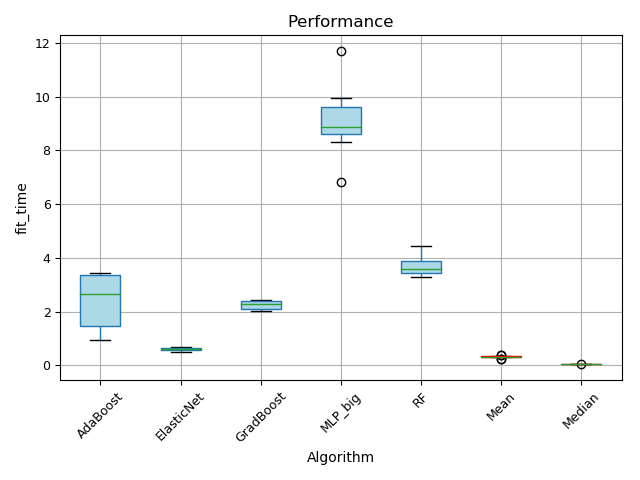 Performance
12
10
8
6
4
2
0
fit_time
AdaBoost
ElasticNet
GradBoost
MLP_big
RF
Mean
Median
Algorithm